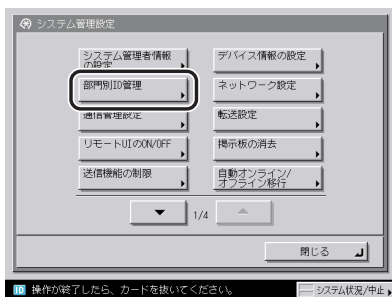 システム管理設定
システム管理者情報
の設定
デバイス情報の設定
部門別ID管理
ネットワーク設定
通信管理設定
転送設定
リモートUIのON/OFF
掲示板の消去
送信機能の制限
自動オンライン/
オフライン移行
1/4
閉じる
ID 操作が終了したら、カードを抜いてください。
システム状況/中止